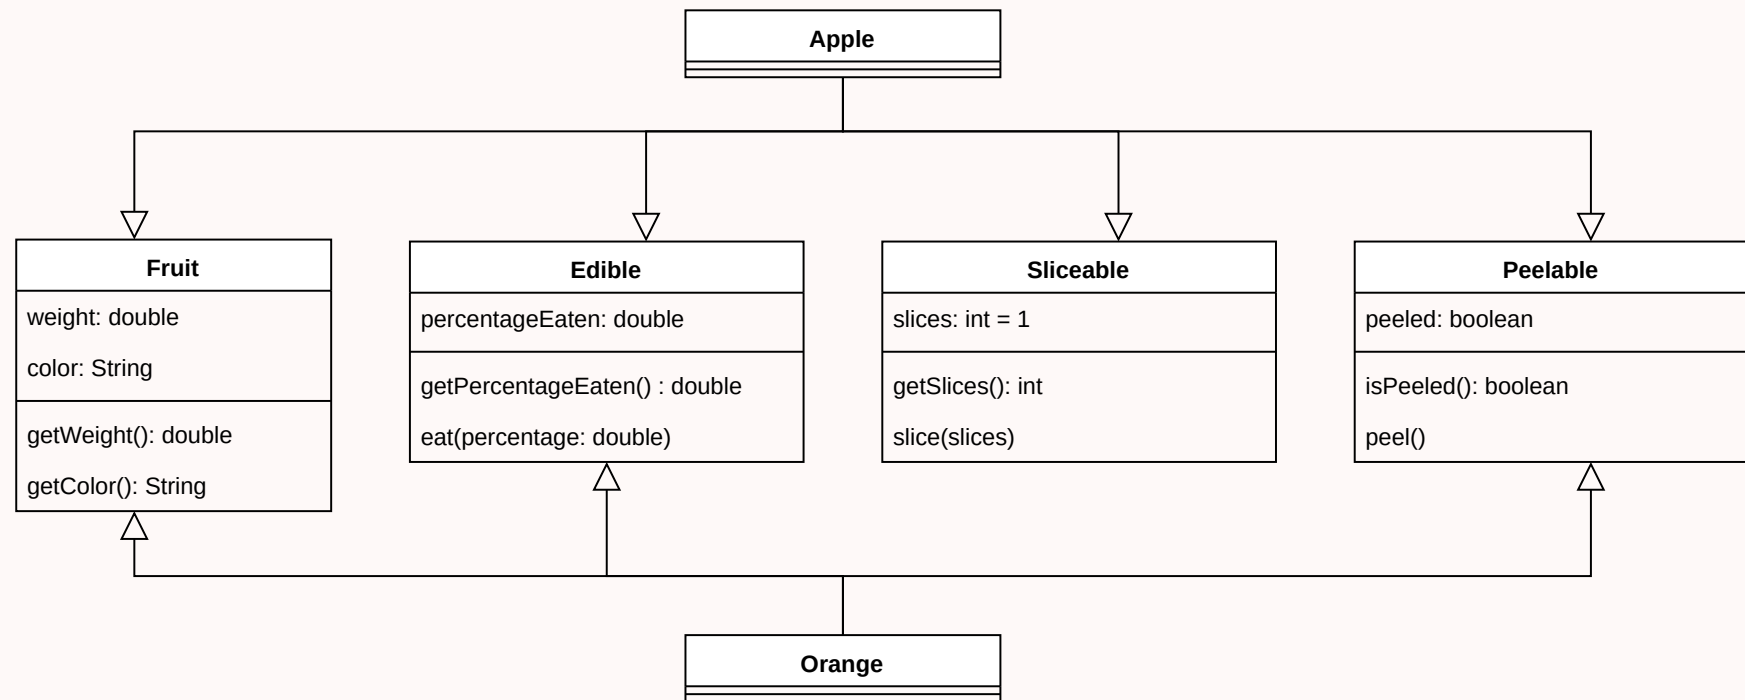 Apple
Fruit
weight: double
color: String
getWeight(): double
getColor(): String
Edible
percentageEaten: double
getPercentageEaten() : double
eat(percentage: double)
Sliceable
slices: int = 1
getSlices(): int
slice(slices)
Peelable
peeled: boolean
isPeeled(): boolean
peel()
Orange